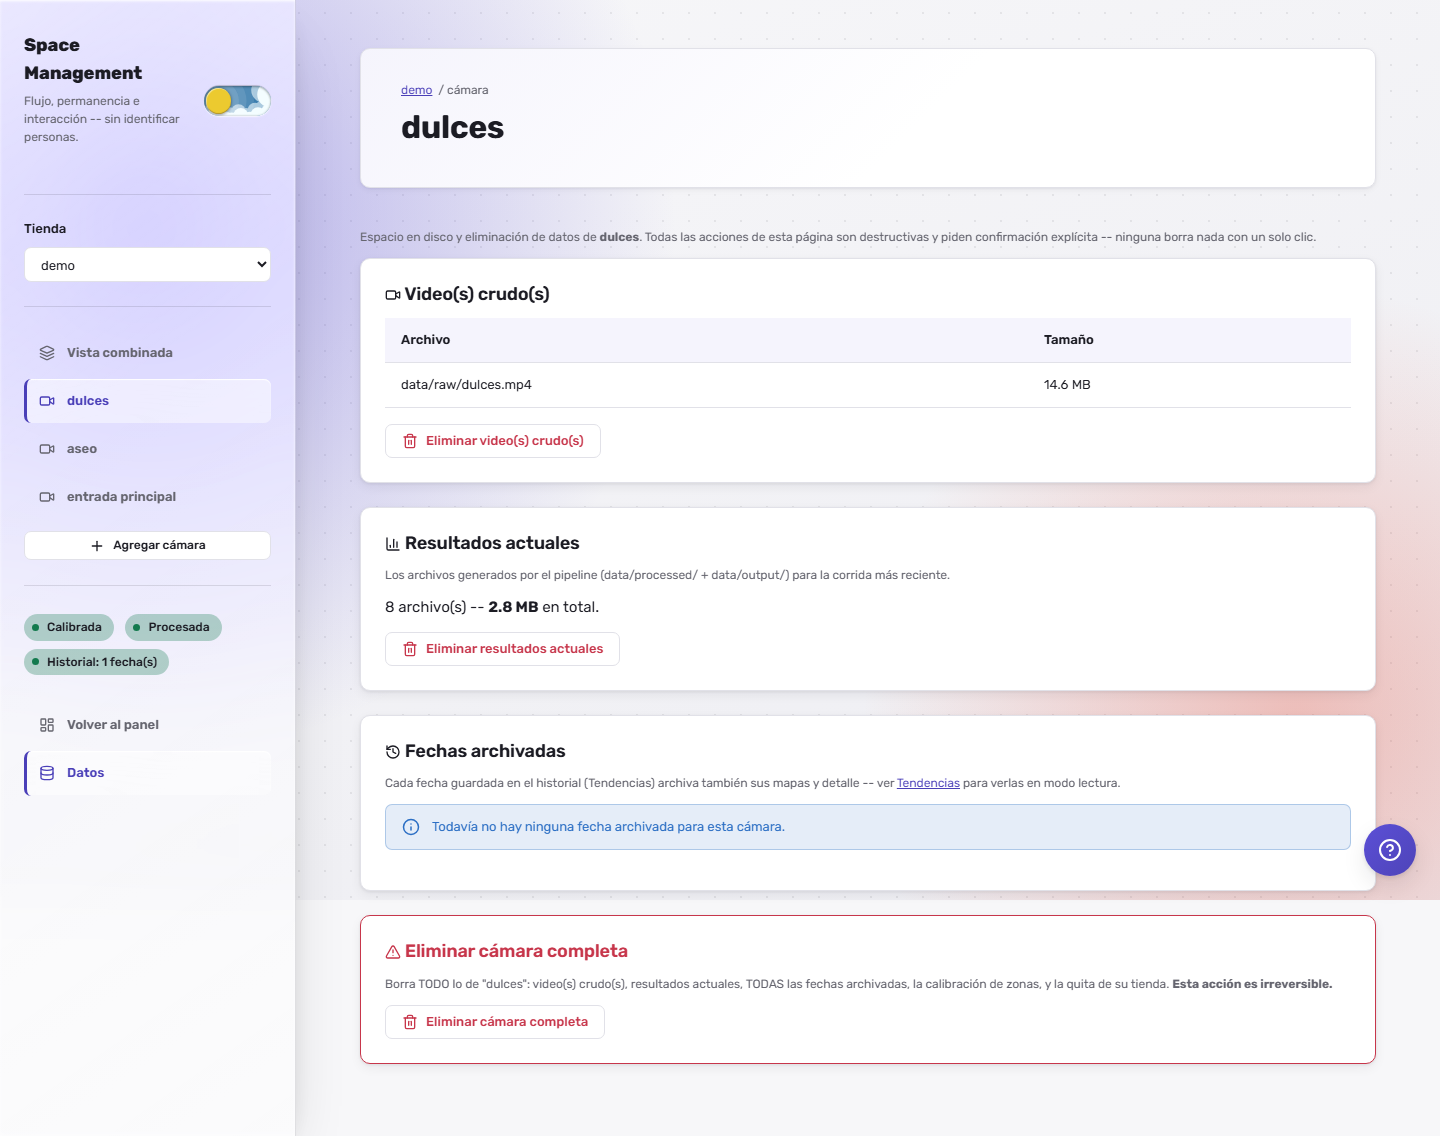 Space
Management
Flujo, permanencia e
interacción -- sin identificar
personas.
Tienda
demo
Vista combinada
dulces
aseo
entrada principal
Agregar cámara
Calibrada
Procesada
Historial: 1 fecha(s)
Volver al panel
Datos
demo / cámara
dulces
Espacio en disco y eliminación de datos de dulces. Todas las acciones de esta página son destructivas y piden confirmación explícita -- ninguna borra nada con un solo clic.
Video(s) crudo(s)
Archivo Tamaño
data/raw/dulces.mp4 14.6 MB
Eliminar video(s) crudo(s)
Resultados actuales
Los archivos generados por el pipeline (data/processed/ + data/output/) para la corrida más reciente.
8 archivo(s) -- 2.8 MB en total.
Eliminar resultados actuales
Fechas archivadas
Cada fecha guardada en el historial (Tendencias) archiva también sus mapas y detalle -- ver Tendencias para verlas en modo lectura.
Todavía no hay ninguna fecha archivada para esta cámara.
Eliminar cámara completa
Borra TODO lo de "dulces": video(s) crudo(s), resultados actuales, TODAS las fechas archivadas, la calibración de zonas, y la quita de su tienda. Esta acción es irreversible.
Eliminar cámara completa